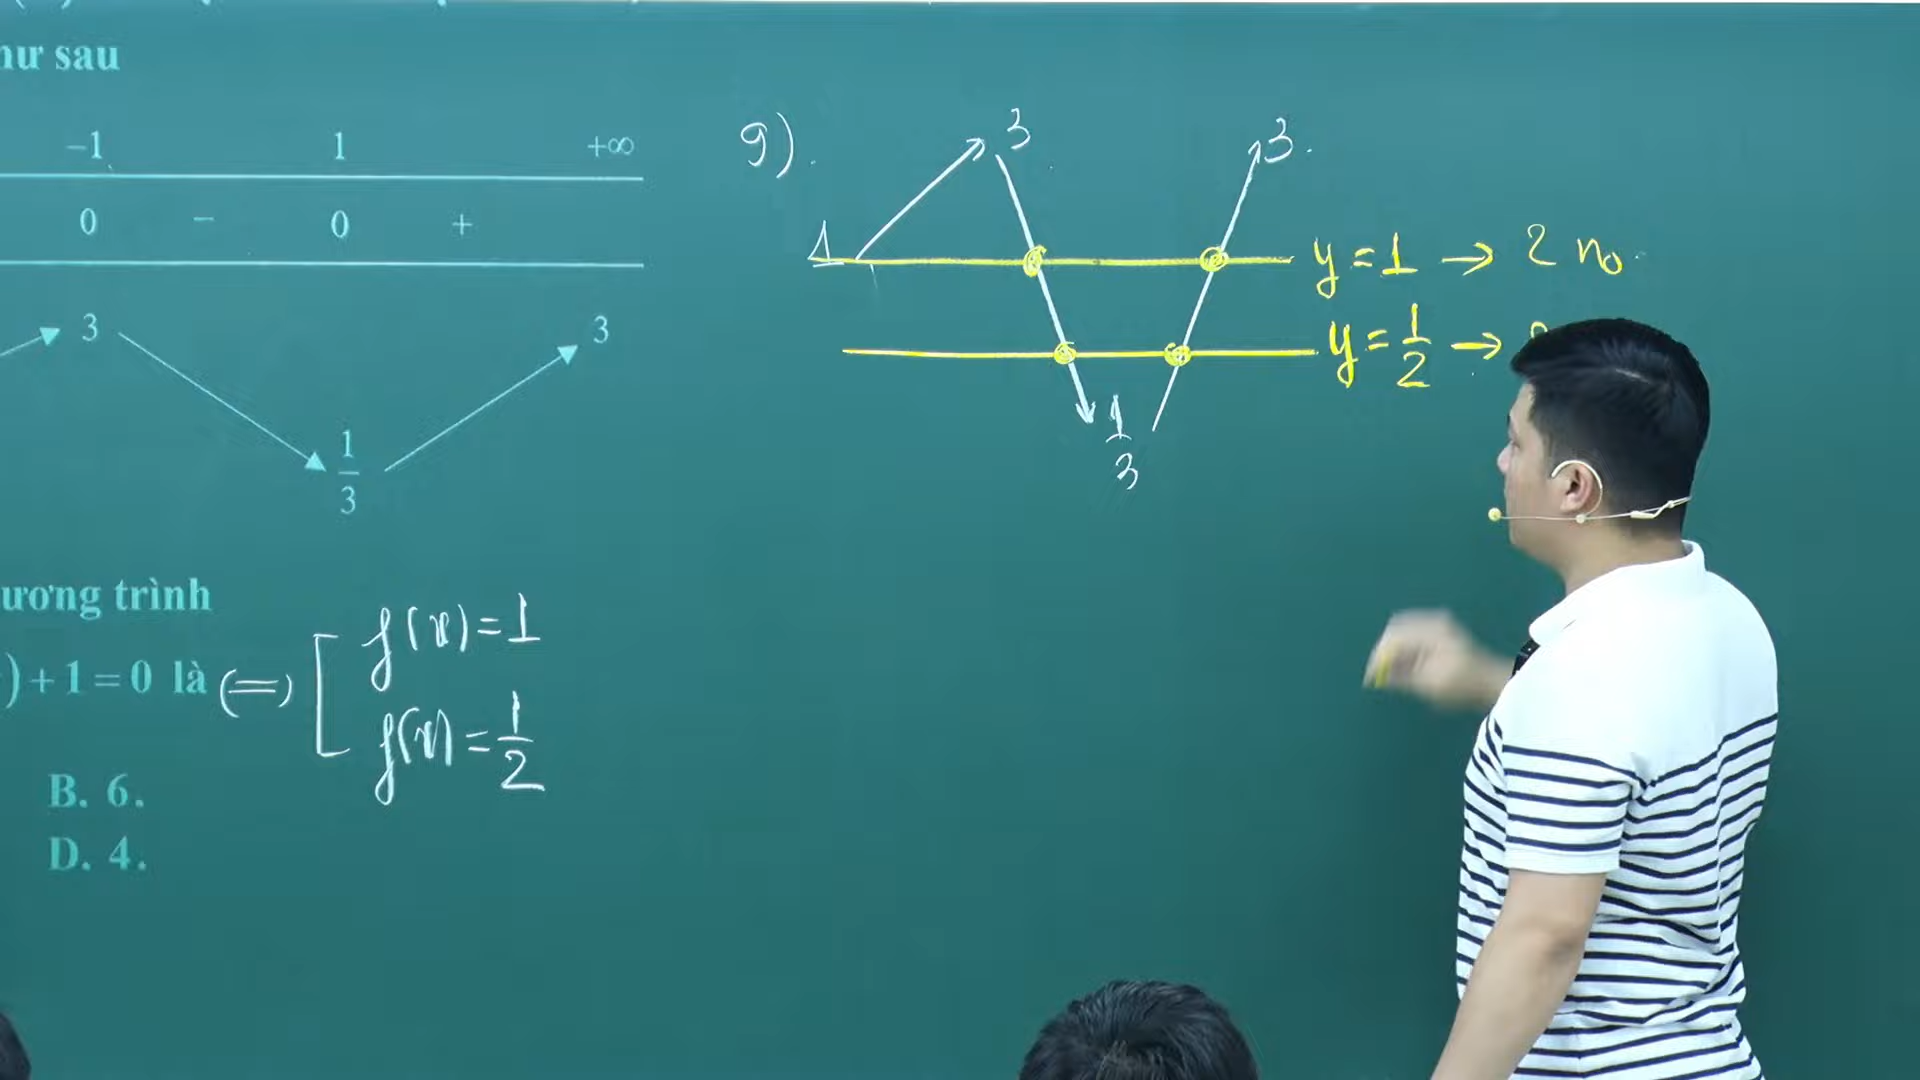 như sau
−1 1 +∞
0 − 0 +
3 3
1/3
ương trình
)+1=0 là (=) [ f(x)=1
f(x)=1/2
B. 6.
D. 4.
9).
3 3.
1 y=1 → 2 no.
y=1/2 →
1/3